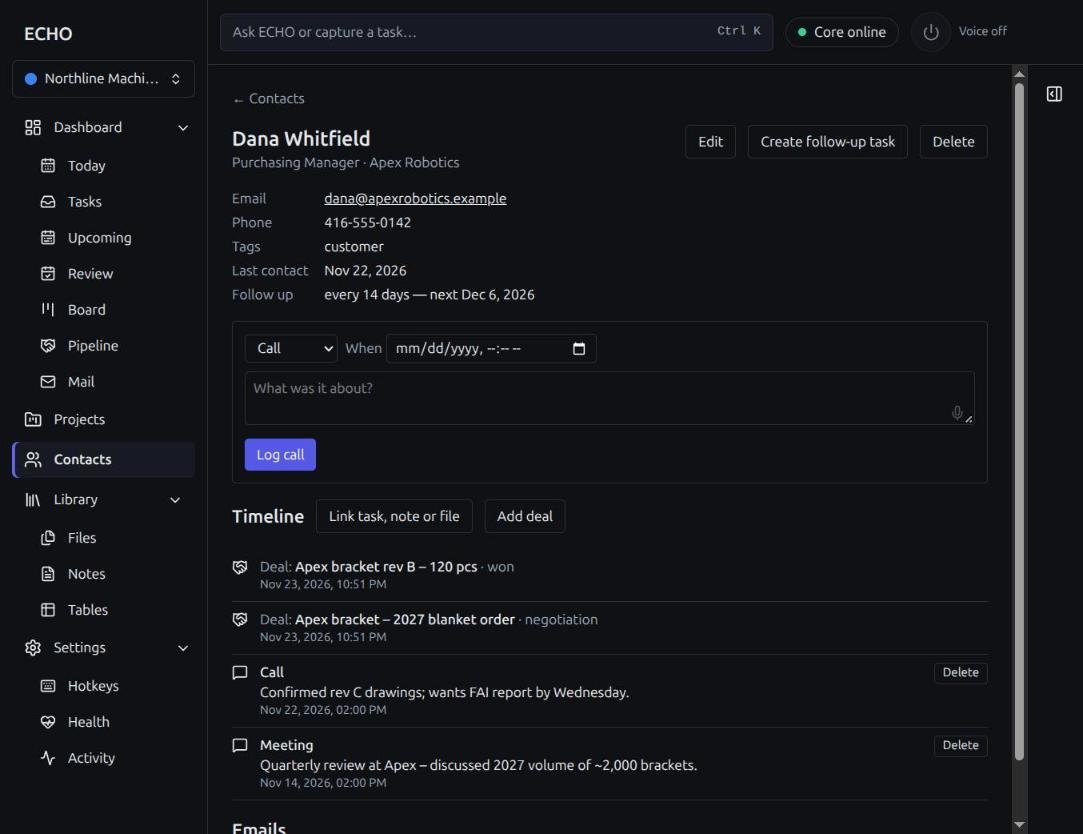 ECHO
Ask ECHO or capture a task… Ctrl K
Core online
Voice off
Northline Machi…
Dashboard
Today
Tasks
Upcoming
Review
Board
Pipeline
Mail
Projects
Contacts
Library
Files
Notes
Tables
Settings
Hotkeys
Health
Activity
← Contacts
Dana Whitfield
Edit
Create follow-up task
Delete
Purchasing Manager · Apex Robotics
Email dana@apexrobotics.example
Phone 416-555-0142
Tags customer
Last contact Nov 22, 2026
Follow up every 14 days — next Dec 6, 2026
Call When mm/dd/yyyy, --:-- --
What was it about?
Log call
Timeline Link task, note or file Add deal
Deal: Apex bracket rev B – 120 pcs · won
Nov 23, 2026, 10:51 PM
Deal: Apex bracket – 2027 blanket order · negotiation
Nov 23, 2026, 10:51 PM
Call Delete
Confirmed rev C drawings; wants FAI report by Wednesday.
Nov 22, 2026, 02:00 PM
Meeting Delete
Quarterly review at Apex – discussed 2027 volume of ~2,000 brackets.
Nov 14, 2026, 02:00 PM
Emails